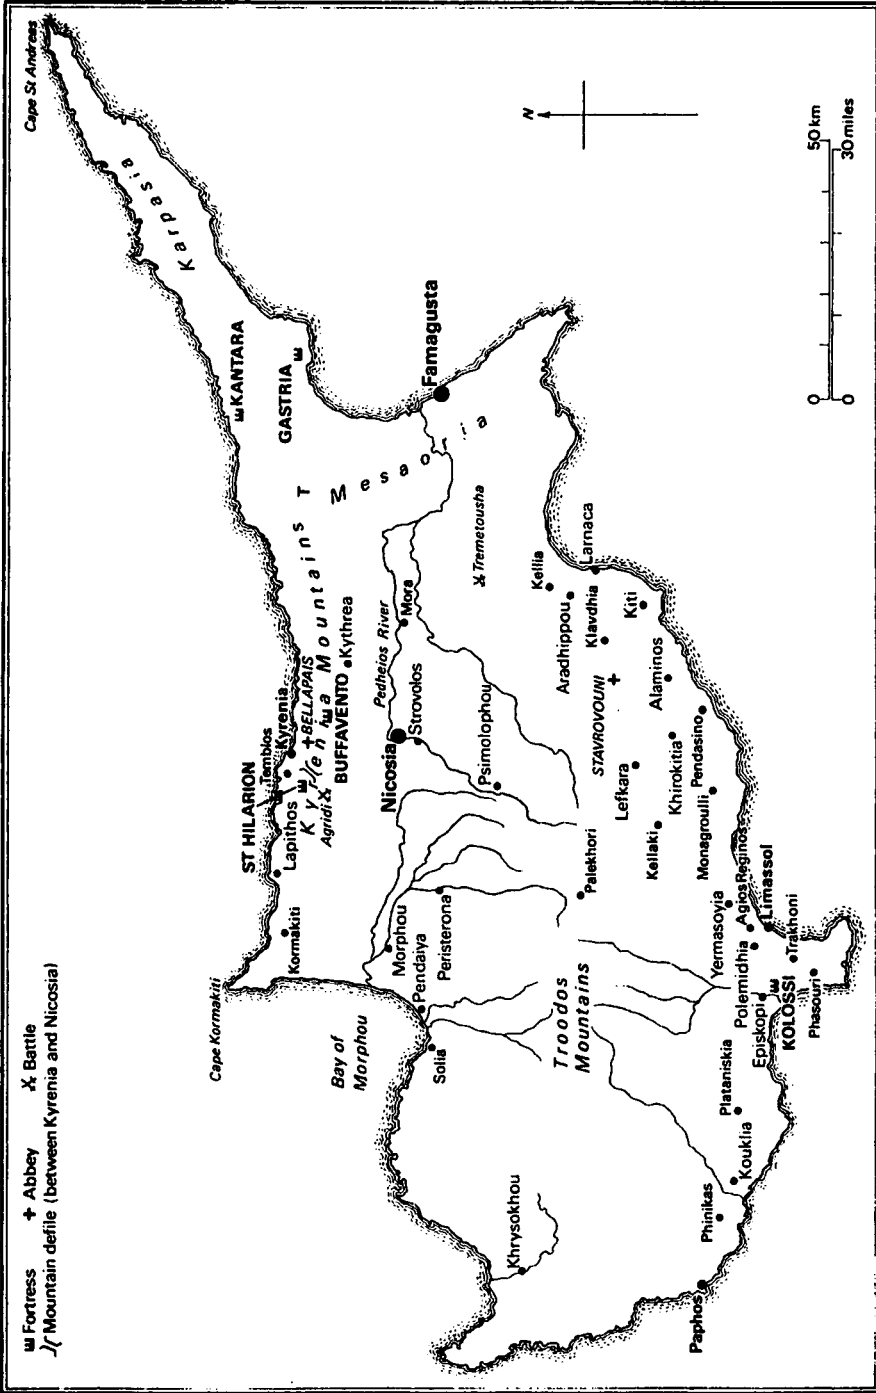 Fortress
Abbey
Battle
Mountain defile (between Kyrenia and Nicosia)
Cape St Andreas
Karpasia
KANTARA
GASTRIA
Famagusta
Mesaoria
Kyrenia Mountains T
Cape Kormakiti
Kormakiti
Lapithos
ST HILARION
Temblos
Kyrenia
BELLAPAIS
Agridi
BUFFAVENTO
Kythrea
Pedheios River
Mora
Nicosia
Strovolos
Tremetousha
Psimolophou
Bay of
Morphou
Morphou
Pendaiya
Peristerona
Solia
Khrysokhou
Troodos
Mountains
Palekhori
Kellia
Aradhippou
Larnaca
Klavdhia
Kiti
STAVROVOUNI
Alaminos
Lefkara
Khirokitia
Pendasino
Kellaki
Monagroulli
Agios Reginos
Yermasoyia
Limassol
Polemidhia
Trakhoni
KOLOSSI
Episkopi
Phasouri
Plataniskia
Kouklia
Phinikas
Paphos
N
0 50 km
0 30 miles